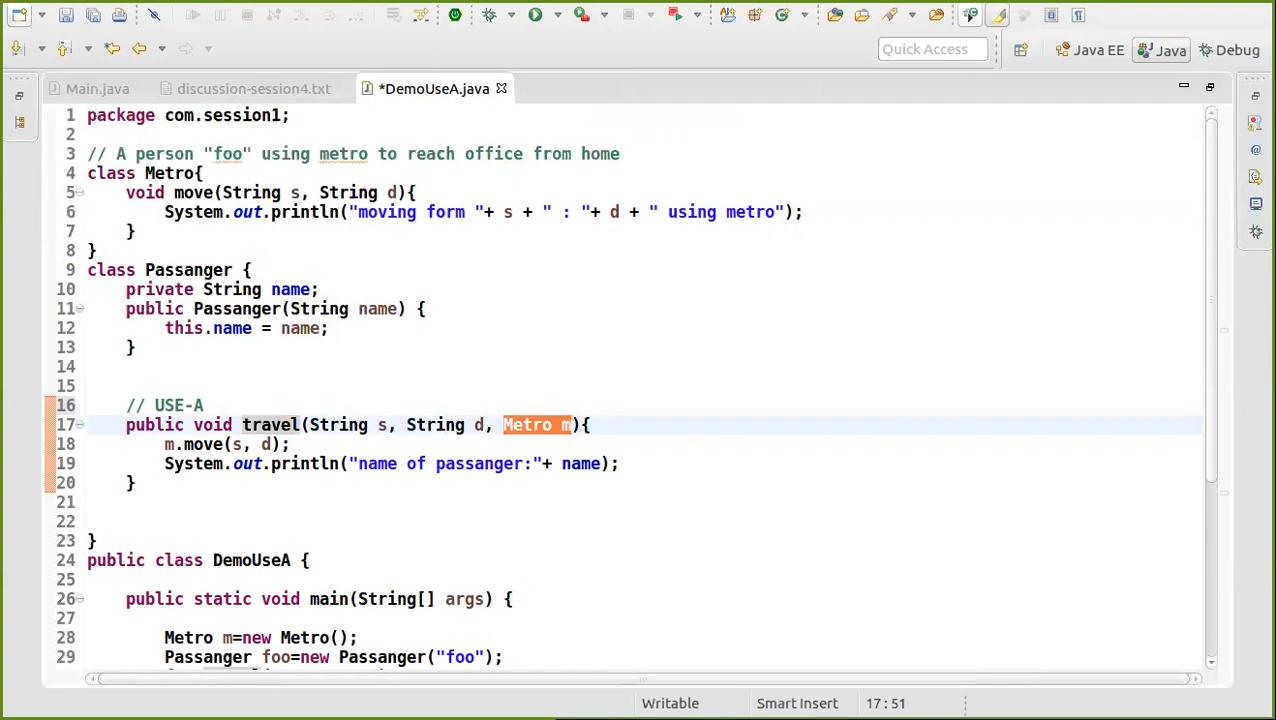 Quick Access
Java EE
Java
Debug
Main.java
discussion-session4.txt
*DemoUseA.java
1 package com.session1;
2
3 // A person "foo" using metro to reach office from home
4 class Metro{
5 void move(String s, String d){
6 System.out.println("moving form "+ s + " : "+ d + " using metro");
7 }
8 }
9 class Passanger {
10 private String name;
11 public Passanger(String name) {
12 this.name = name;
13 }
14
15
16 // USE-A
17 public void travel(String s, String d, Metro m){
18 m.move(s, d);
19 System.out.println("name of passanger:"+ name);
20 }
21
22
23 }
24 public class DemoUseA {
25
26 public static void main(String[] args) {
27
28 Metro m=new Metro();
29 Passanger foo=new Passanger("foo");
Writable
Smart Insert
17:51